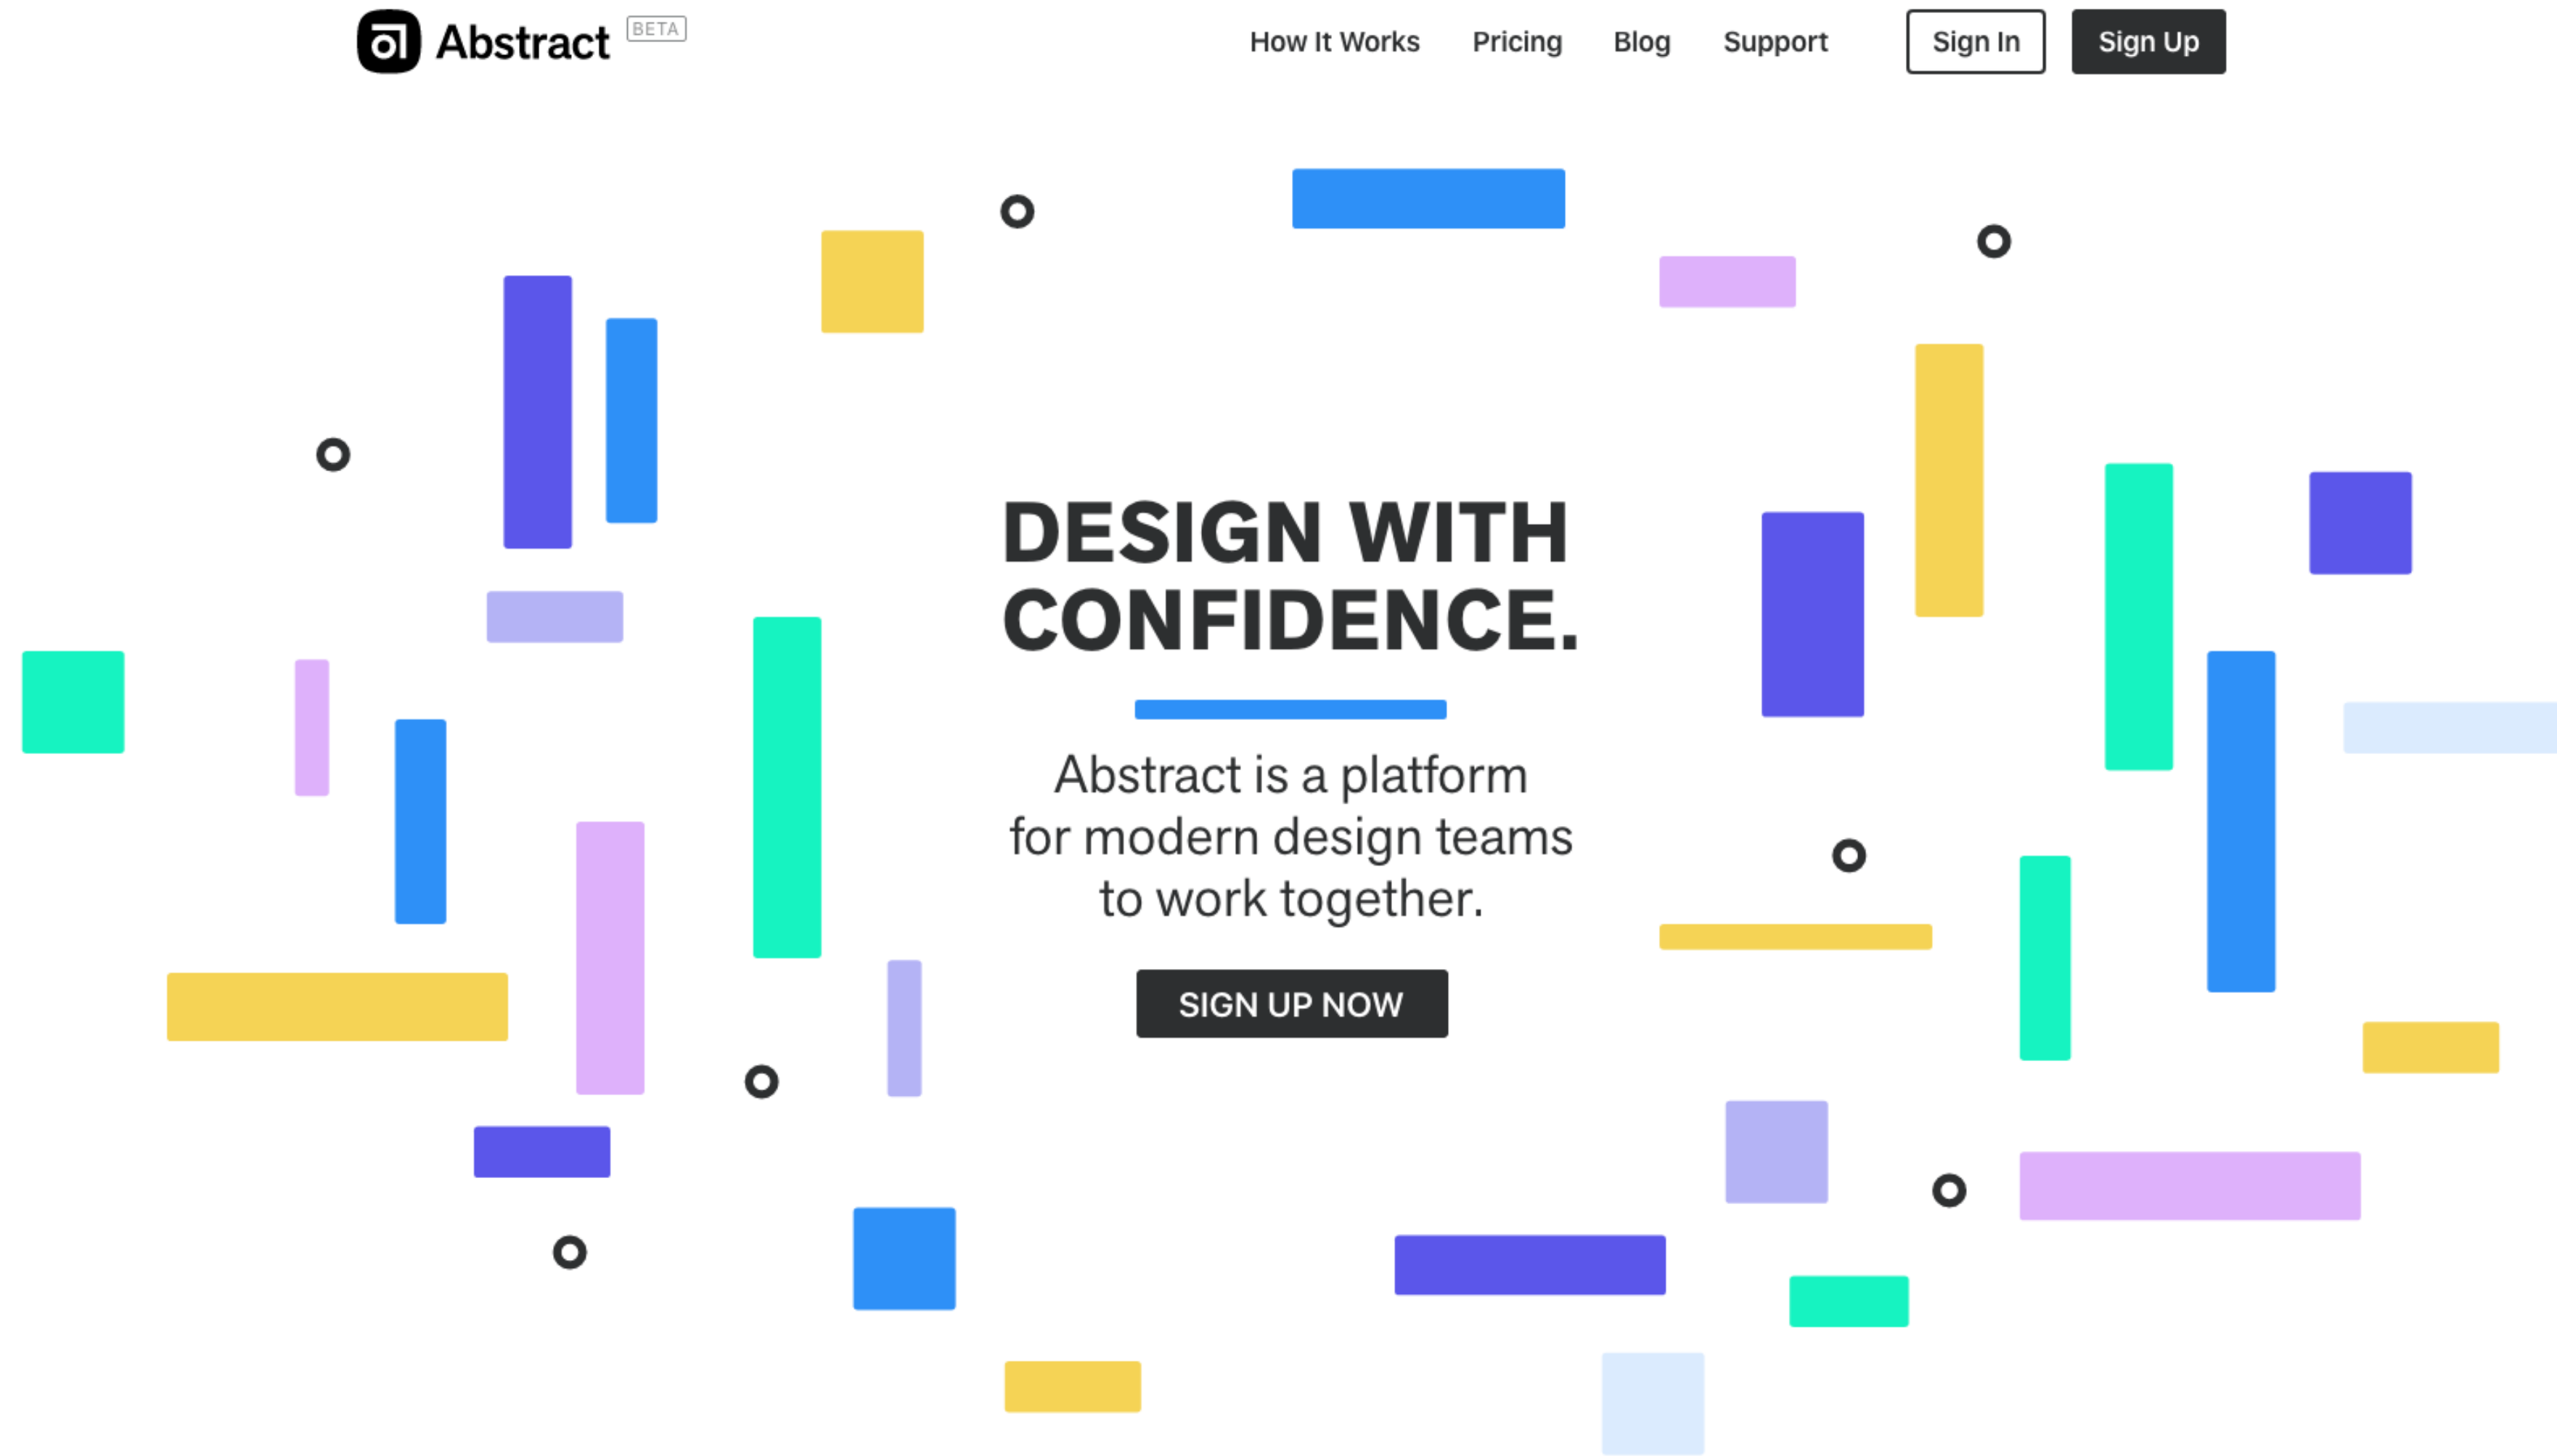 Abstract BETA
How It Works Pricing Blog Support Sign In Sign Up
DESIGN WITH
CONFIDENCE.
Abstract is a platform
for modern design teams
to work together.
SIGN UP NOW